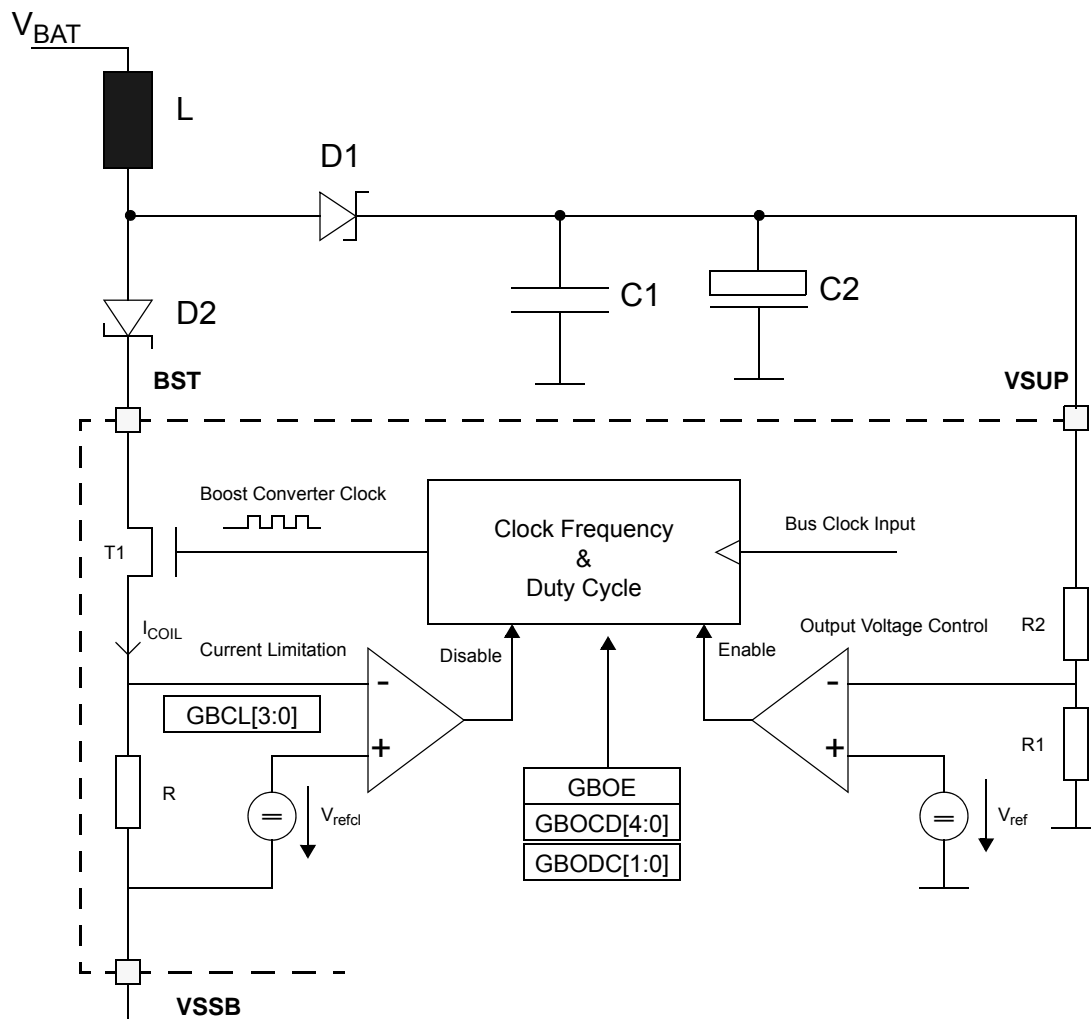 VBAT
L
D1
D2
C1
C2
BST
VSUP
Boost Converter Clock
Clock Frequency
&
Duty Cycle
Bus Clock Input
T1
ICOIL
Current Limitation
Disable
Enable
Output Voltage Control
R2
-
-
GBCL[3:0]
+
+
R1
R
=
Vrefcl
GBOE
GBOCD[4:0]
GBODC[1:0]
=
Vref
VSSB